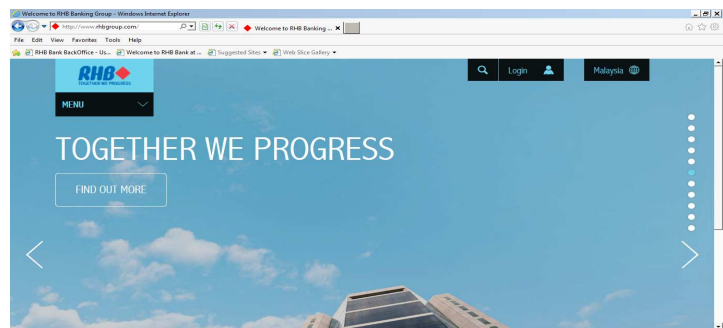 Welcome to RHB Banking Group - Windows Internet Explorer
http://www.rhbgroup.com/
Welcome to RHB Banking ...
File Edit View Favorites Tools Help
RHB Bank BackOffice - Us... Welcome to RHB Bank at ... Suggested Sites Web Slice Gallery
RHB
TOGETHER WE PROGRESS
Login Malaysia
MENU
TOGETHER WE PROGRESS
FIND OUT MORE